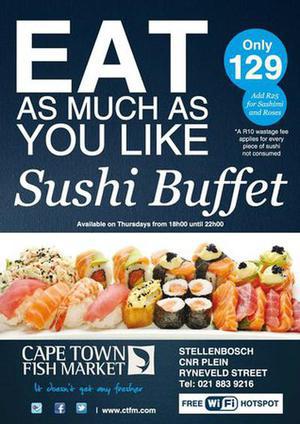 EAT
AS MUCH AS
YOU LIKE
Sushi Buffet
Only
129
Add R25
for Sashimi
and Roses
*A R10 wastage fee
applies for every
piece of sushi
not consumed
Available on Thursdays from 18h00 until 22h00
CAPE TOWN
FISH MARKET
It doesn't get any fresher
| www.ctfm.com
STELLENBOSCH
CNR PLEIN
RYNEVELD STREET
Tel: 021 883 9216
FREE WiFi HOTSPOT